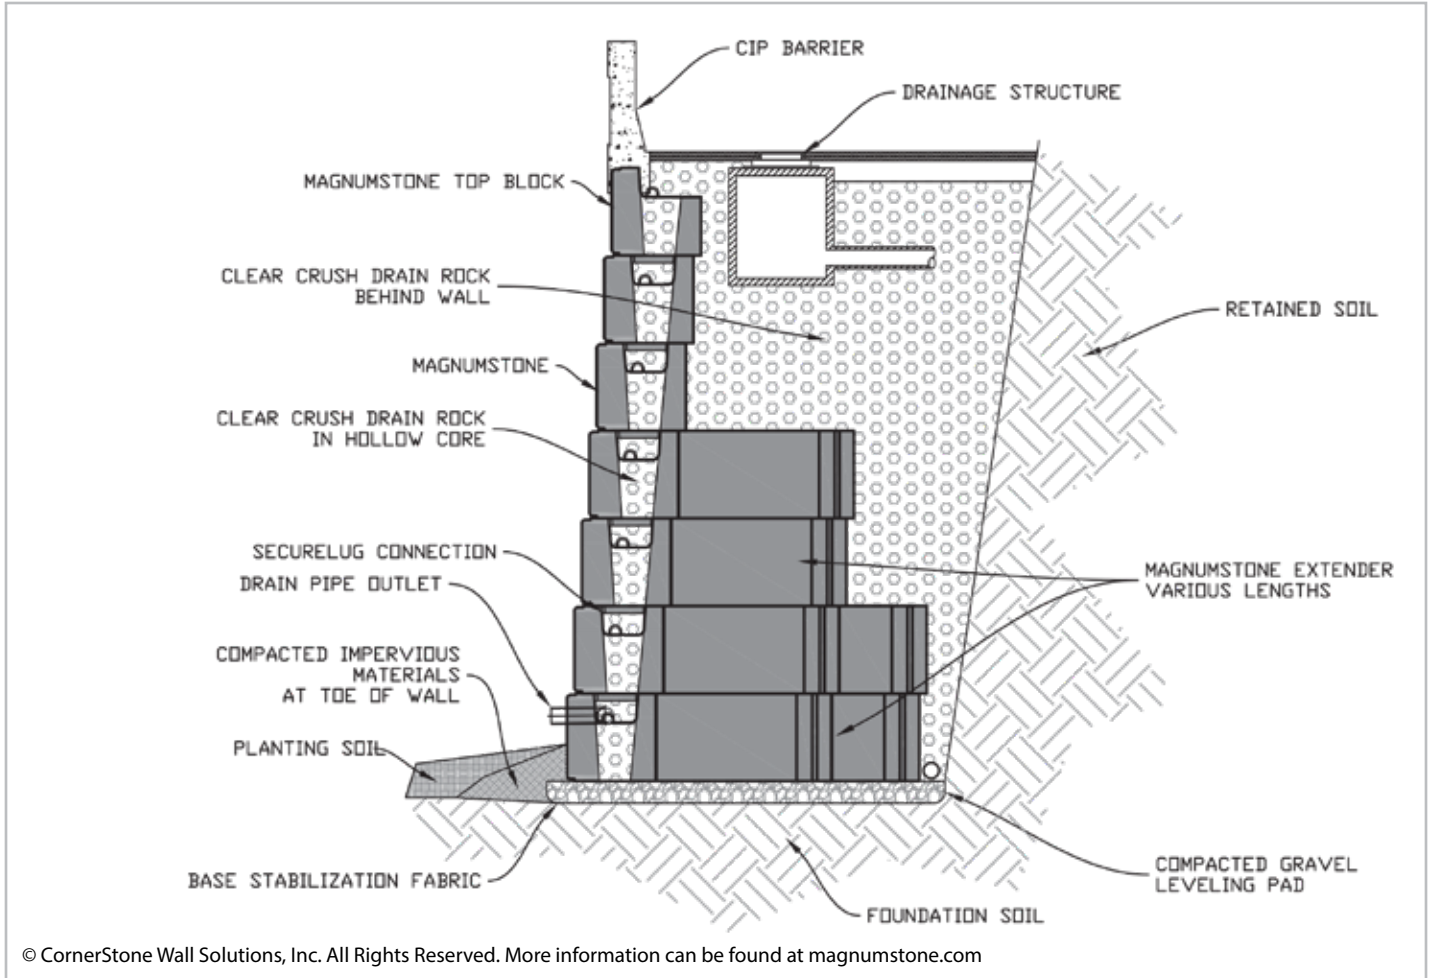 CIP BARRIER
DRAINAGE STRUCTURE
MAGNUMSTONE TOP BLOCK
CLEAR CRUSH DRAIN ROCK
BEHIND WALL
RETAINED SOIL
MAGNUMSTONE
CLEAR CRUSH DRAIN ROCK
IN HOLLOW CORE
SECURELUG CONNECTION
DRAIN PIPE OUTLET
MAGNUMSTONE EXTENDER
VARIOUS LENGTHS
COMPACTED IMPERVIOUS
MATERIALS
AT TOE OF WALL
PLANTING SOIL
COMPACTED GRAVEL
LEVELING PAD
BASE STABILIZATION FABRIC
FOUNDATION SOIL
© CornerStone Wall Solutions, Inc. All Rights Reserved. More information can be found at magnumstone.com